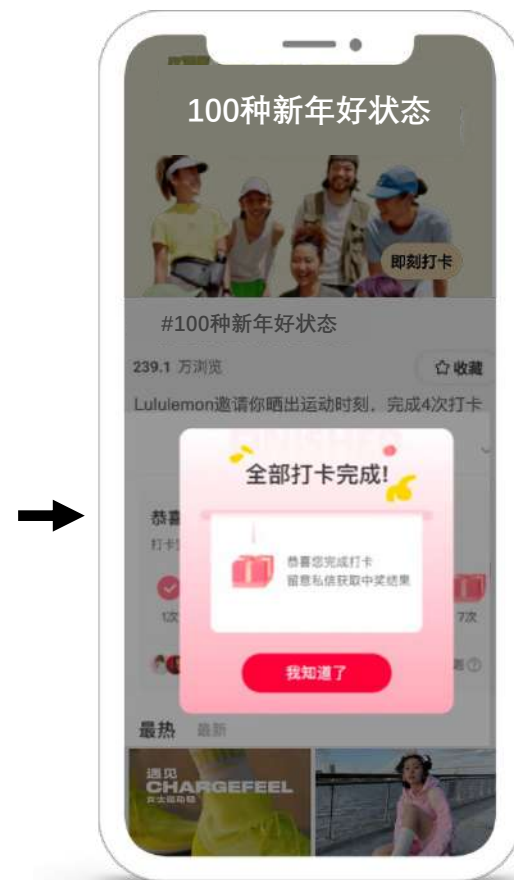 100种新年好状态
即刻打卡
#100种新年好状态
239.1 万浏览
收藏
Lululemon邀请你晒出运动时刻，完成4次打卡
全部打卡完成!
恭喜
恭喜您完成打卡
留意私信获取中奖结果
1次
7次
我知道了
最热 最新
遇见
CHARGEFEEL